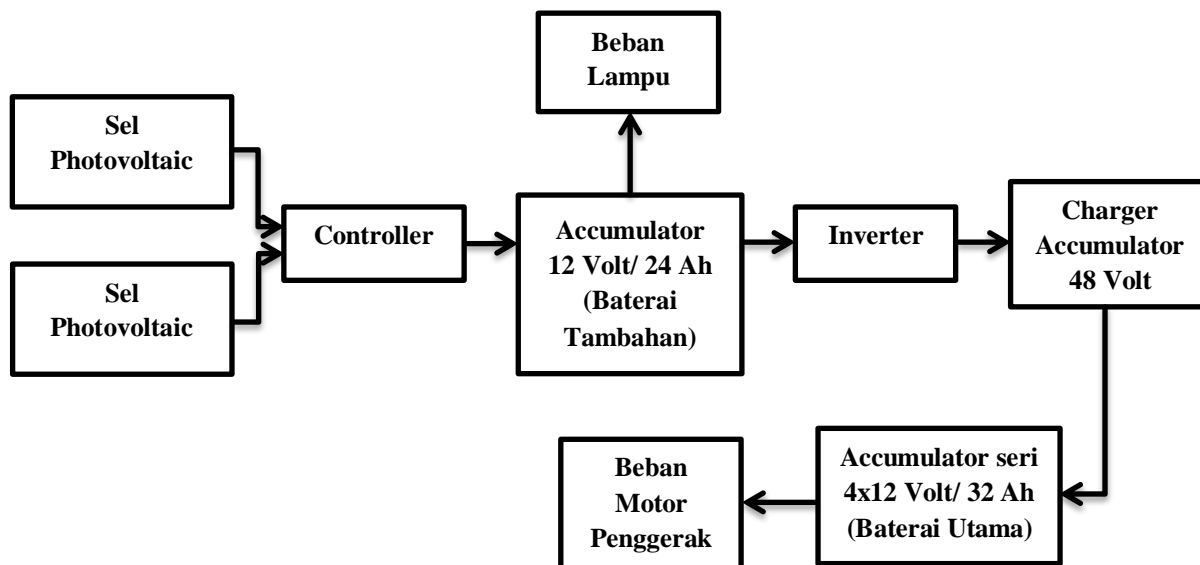 Beban
Lampu
Sel
Photovoltaic
Sel
Photovoltaic
Controller
Accumulator
12 Volt/ 24 Ah
(Baterai
Tambahan)
Inverter
Charger
Accumulator
48 Volt
Accumulator seri
4x12 Volt/ 32 Ah
(Baterai Utama)
Beban
Motor
Penggerak